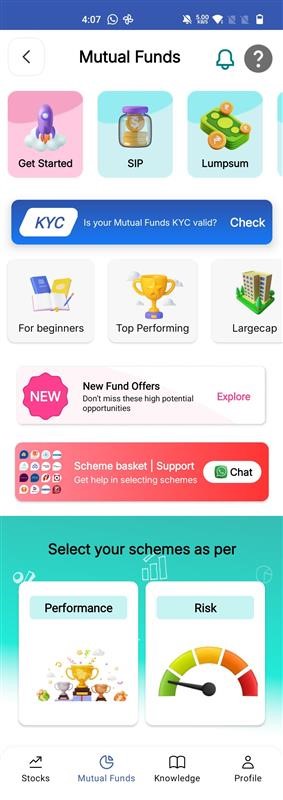 4:07 5.00 KB/S
Mutual Funds
?
Get Started
SIP
Lumpsum
KYC Is your Mutual Funds KYC valid? Check
For beginners
Top Performing
Largecap
NEW
New Fund Offers
Don't miss these high potential
opportunities
Explore
Scheme basket | Support
Get help in selecting schemes
Chat
Select your schemes as per
Performance
Risk
Stocks
Mutual Funds
Knowledge
Profile